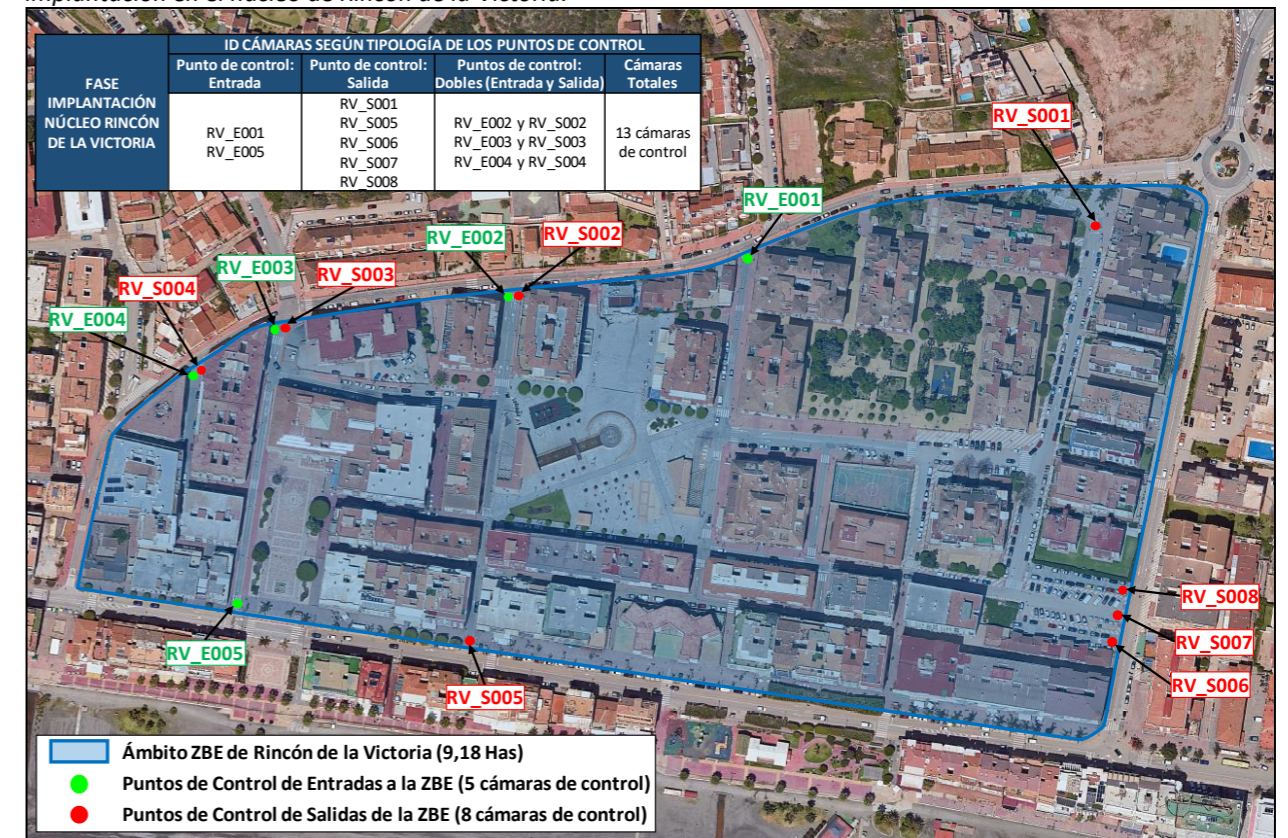 Implantación en el núcleo de Rincón de la Victoria.
ID CÁMARAS SEGÚN TIPOLOGÍA DE LOS PUNTOS DE CONTROL
FASE
IMPLANTACIÓN
NÚCLEO RINCÓN
DE LA VICTORIA
Punto de control:
Entrada
Punto de control:
Salida
Puntos de control:
Dobles (Entrada y Salida)
Cámaras
Totales
RV_E001
RV_E005
RV_S001
RV_S005
RV_S006
RV_S007
RV_S008
RV_E002 y RV_S002
RV_E003 y RV_S003
RV_E004 y RV_S004
13 cámaras
de control
RV_S001
RV_E001
RV_E002
RV_S002
RV_E003
RV_S003
RV_S004
RV_E004
RV_S008
RV_S007
RV_S006
RV_E005
RV_S005
Ámbito ZBE de Rincón de la Victoria (9,18 Has)
Puntos de Control de Entradas a la ZBE (5 cámaras de control)
Puntos de Control de Salidas de la ZBE (8 cámaras de control)